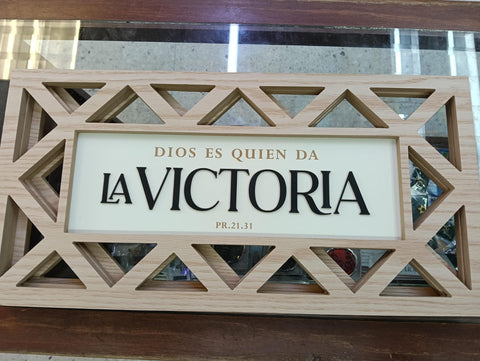 DIOS ES QUIEN DA
LA VICTORIA
PR.21.31